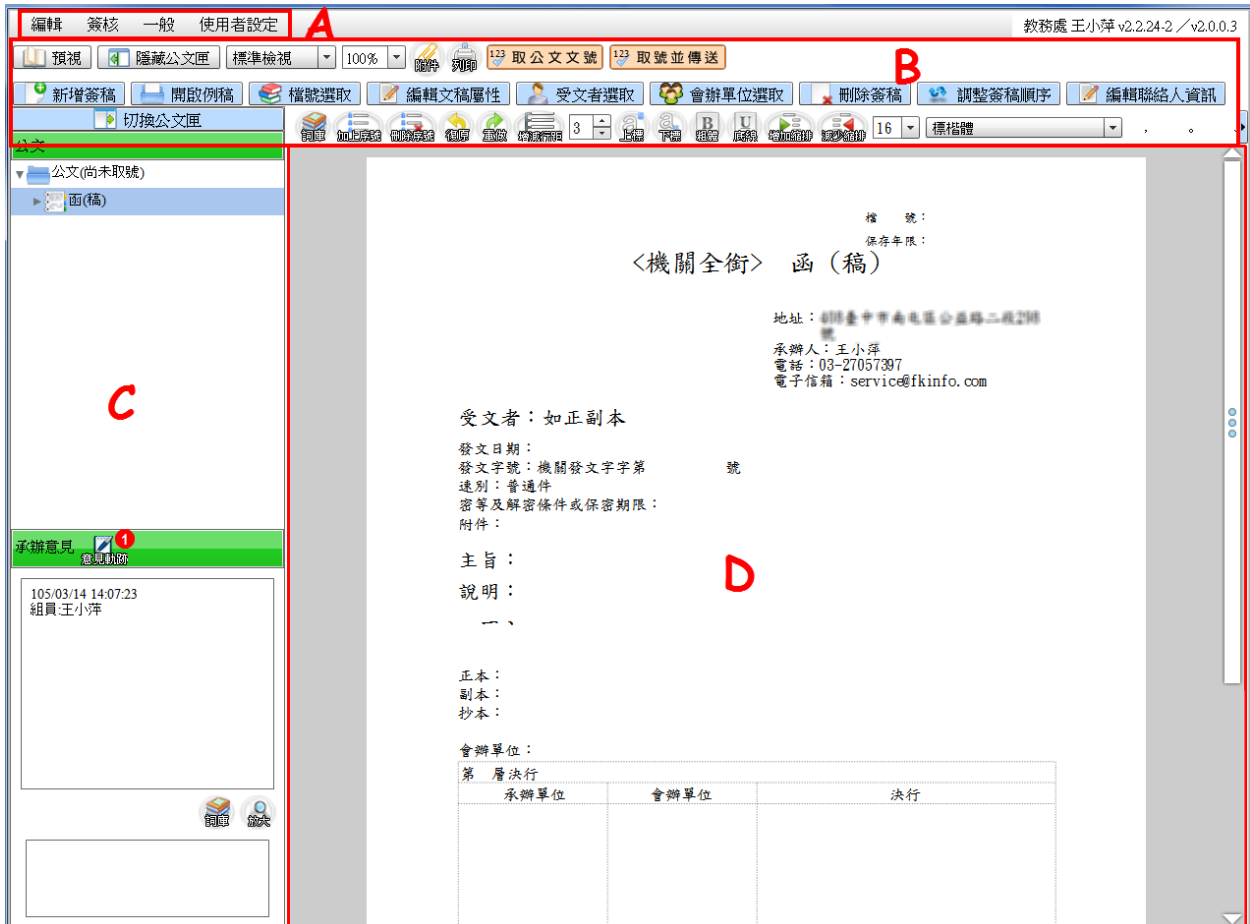 編輯 簽核 一般 使用者設定 A 教務處 王小萍 v2.2.24-2／v2.0.0.3
預視 隱藏公文匣 標準檢視 100% 附件 列印 123 取公文文號 123 取號並傳送 B
新增簽稿 開啟例稿 檔號選取 編輯文稿屬性 受文者選取 會辦單位選取 刪除簽稿 調整簽稿順序 編輯聯絡人資訊
切換公文匣 詞庫 加上序號 刪除序號 復原 重做 段落行距 3 上標 下標 B 粗體 U 底線 增加縮排 減少縮排 16 標楷體 ， 。
公文
公文(尚未取號)
函(稿)
C
承辦意見 1
意見軌跡
105/03/14 14:07:23
組員:王小萍
詞庫 放大
檔 號：
保存年限：
<機關全銜> 函（稿）
地址：
承辦人：王小萍
電話：03-27057397
電子信箱：service@fkinfo.com
受文者：如正副本
發文日期：
發文字號：機關發文字字第 號
速別：普通件
密等及解密條件或保密期限：
附件：
主旨：
D
說明：
正本：
副本：
抄本：
會辦單位：
第 層決行
承辦單位 會辦單位 決行